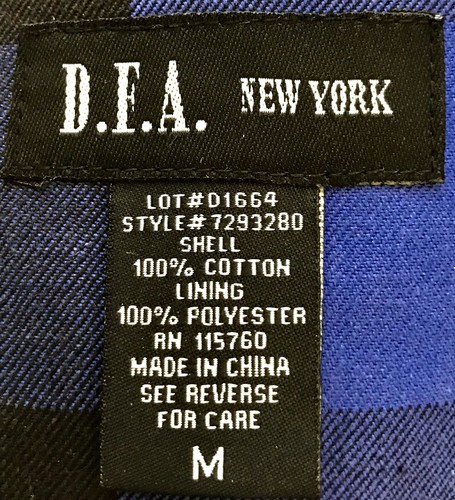 D.F.A. NEW YORK
LOT#D1664
STYLE#7293280
SHELL
100% COTTON
LINING
100% POLYESTER
RN 115760
MADE IN CHINA
SEE REVERSE
FOR CARE
M